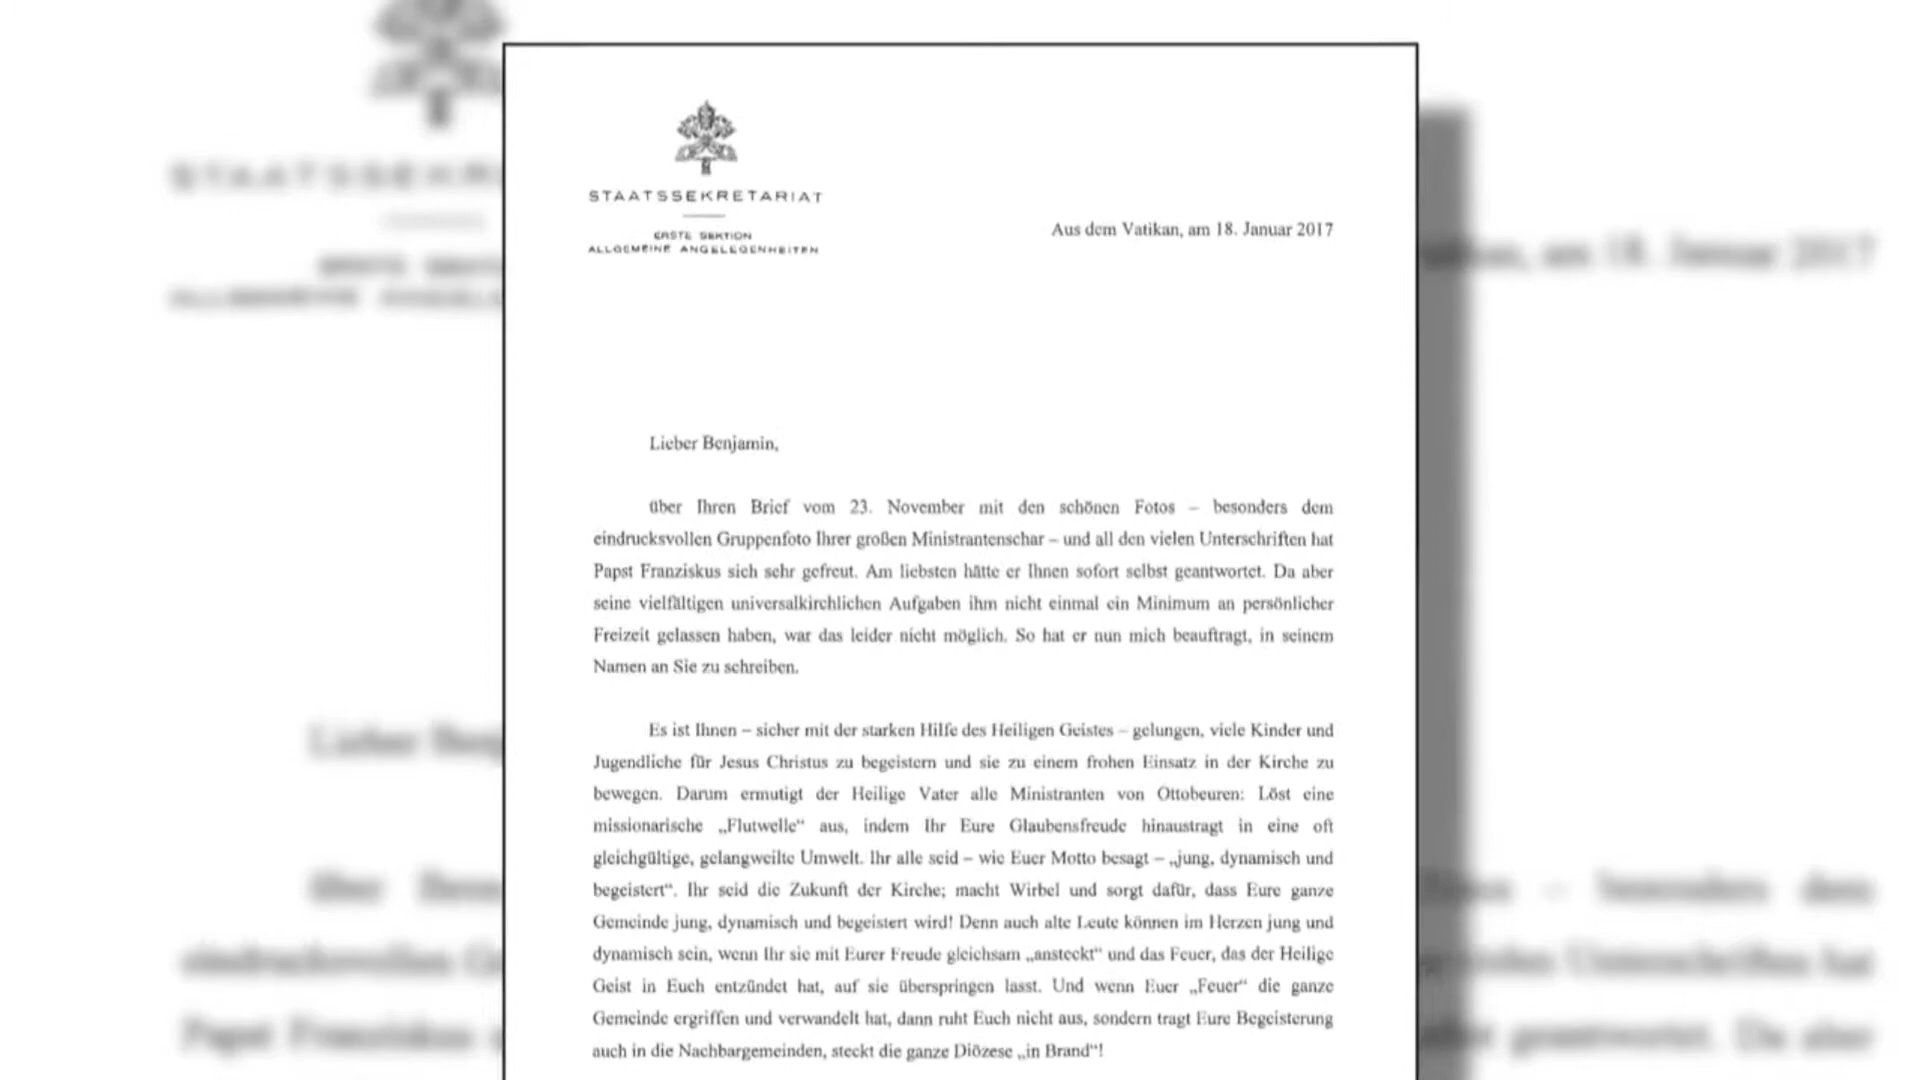 STAATSSEKRETARIAT
ERSTE SEKTION
ALLGEMEINE ANGELEGENHEITEN
Aus dem Vatikan, am 18. Januar 2017
Lieber Benjamin,
über Ihren Brief vom 23. November mit den schönen Fotos – besonders dem
eindrucksvollen Gruppenfoto Ihrer großen Ministrantenschar – und all den vielen Unterschriften hat
Papst Franziskus sich sehr gefreut. Am liebsten hätte er Ihnen sofort selbst geantwortet. Da aber
seine vielfältigen universalkirchlichen Aufgaben ihm nicht einmal ein Minimum an persönlicher
Freizeit gelassen haben, war das leider nicht möglich. So hat er nun mich beauftragt, in seinem
Namen an Sie zu schreiben.
Es ist Ihnen – sicher mit der starken Hilfe des Heiligen Geistes – gelungen, viele Kinder und
Jugendliche für Jesus Christus zu begeistern und sie zu einem frohen Einsatz in der Kirche zu
bewegen. Darum ermutigt der Heilige Vater alle Ministranten von Ottobeuren: Löst eine
missionarische „Flutwelle“ aus, indem Ihr Eure Glaubensfreude hinaustragt in eine oft
gleichgültige, gelangweilte Umwelt. Ihr alle seid – wie Euer Motto besagt – „jung, dynamisch und
begeistert“. Ihr seid die Zukunft der Kirche; macht Wirbel und sorgt dafür, dass Eure ganze
Gemeinde jung, dynamisch und begeistert wird! Denn auch alte Leute können im Herzen jung und
dynamisch sein, wenn Ihr sie mit Eurer Freude gleichsam „ansteckt“ und das Feuer, das der Heilige
Geist in Euch entzündet hat, auf sie überspringen lasst. Und wenn Euer „Feuer“ die ganze
Gemeinde ergriffen und verwandelt hat, dann ruht Euch nicht aus, sondern tragt Eure Begeisterung
auch in die Nachbargemeinden, steckt die ganze Diözese „in Brand“!